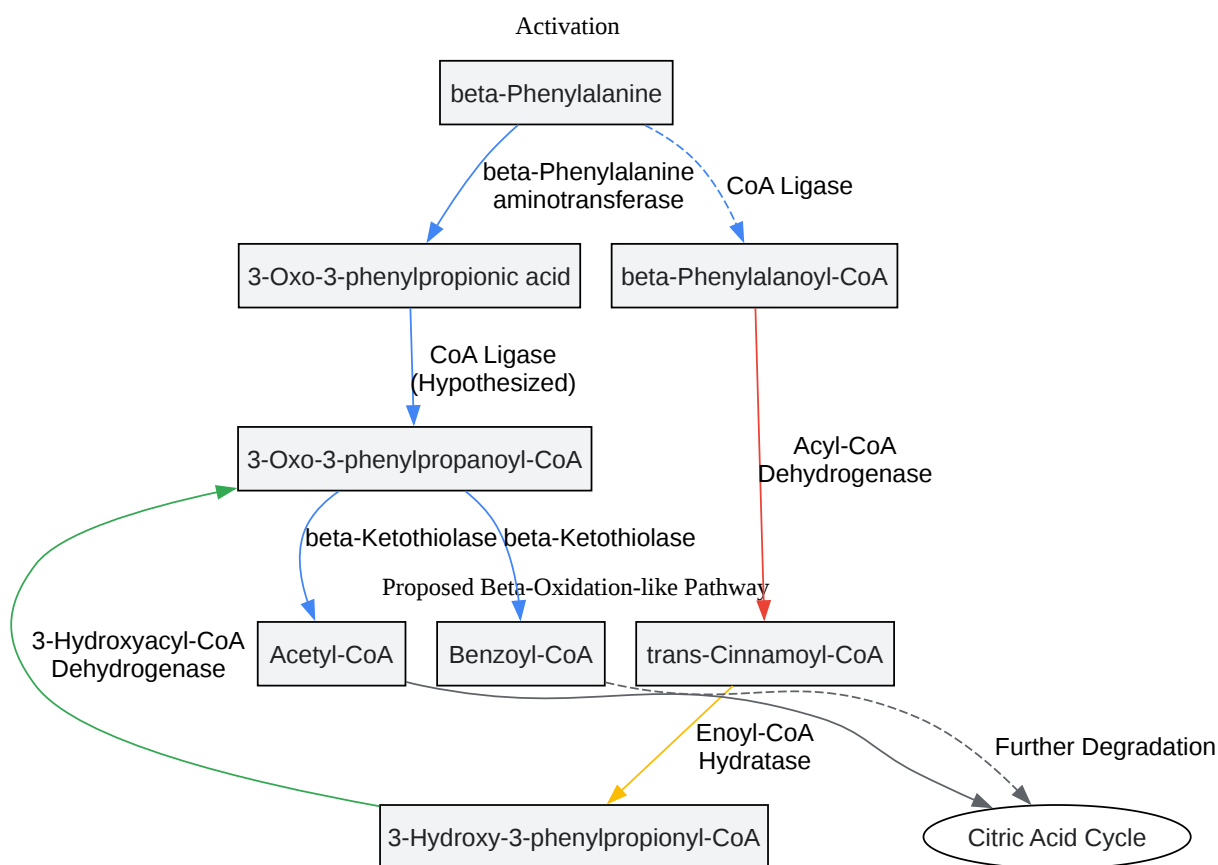 Activation
beta-Phenylalanine
beta-Phenylalanine
aminotransferase
CoA Ligase
3-Oxo-3-phenylpropionic acid
beta-Phenylalanoyl-CoA
CoA Ligase
(Hypothesized)
3-Oxo-3-phenylpropanoyl-CoA
Acyl-CoA
Dehydrogenase
beta-Ketothiolase
beta-Ketothiolase
Proposed Beta-Oxidation-like Pathway
3-Hydroxyacyl-CoA
Dehydrogenase
Acetyl-CoA
Benzoyl-CoA
trans-Cinnamoyl-CoA
Enoyl-CoA
Hydratase
Further Degradation
3-Hydroxy-3-phenylpropionyl-CoA
Citric Acid Cycle